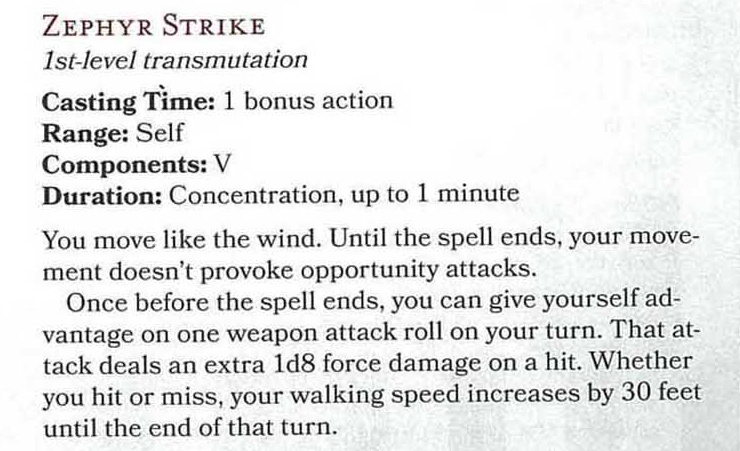 ZEPHYR STRIKE
1st-level transmutation
Casting Time: 1 bonus action
Range: Self
Components: V
Duration: Concentration, up to 1 minute
You move like the wind. Until the spell ends, your move-
ment doesn't provoke opportunity attacks.
Once before the spell ends, you can give yourself ad-
vantage on one weapon attack roll on your turn. That at-
tack deals an extra 1d8 force damage on a hit. Whether
you hit or miss, your walking speed increases by 30 feet
until the end of that turn.